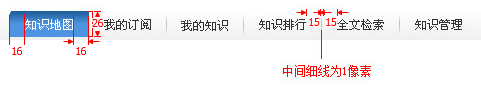 知识地图 26 我的订阅 我的知识 知识排行 15 15 全文检索 知识管理
16 16
中间细线为1像素